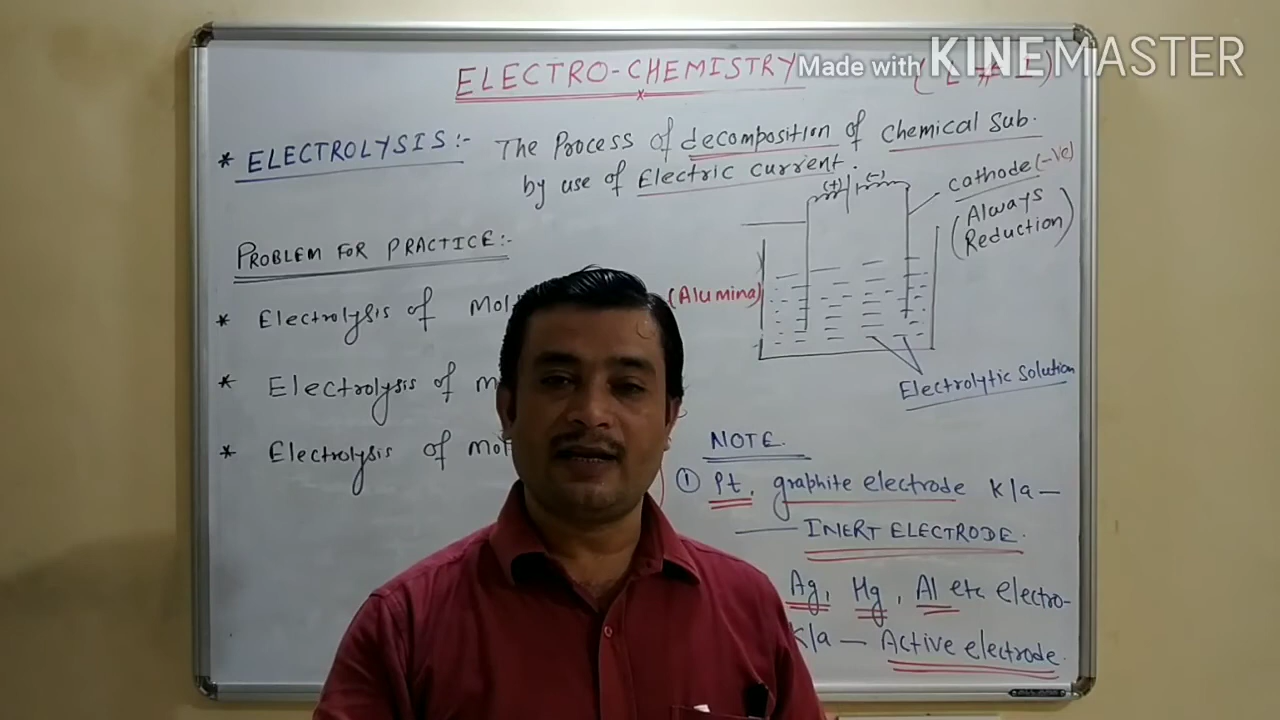 ELECTRO-CHEMISTRY
Made with KINEMASTER
* ELECTROLYSIS :- The Process of decomposition of chemical sub.
by use of Electric current.
(+) (-)
cathode (-ve)
(Always
Reduction)
PROBLEM FOR PRACTICE:-
* Electrolysis of (Alumina)
* Electrolysis of
* Electrolysis of
Electrolytic solution
NOTE
① Pt, graphite electrode K/a —
INERT ELECTRODE.
Ag, Hg, Al etc electro-
K/a — Active electrode.